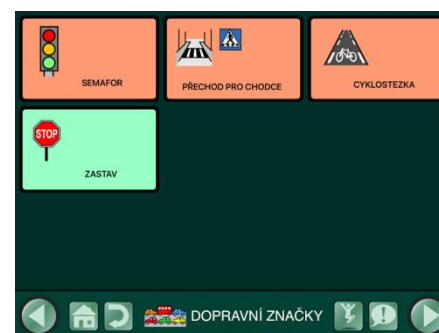 SEMAFOR
PŘECHOD PRO CHODCE
CYKLOSTEZKA
STOP
ZASTAV
DOPRAVNÍ ZNAČKY